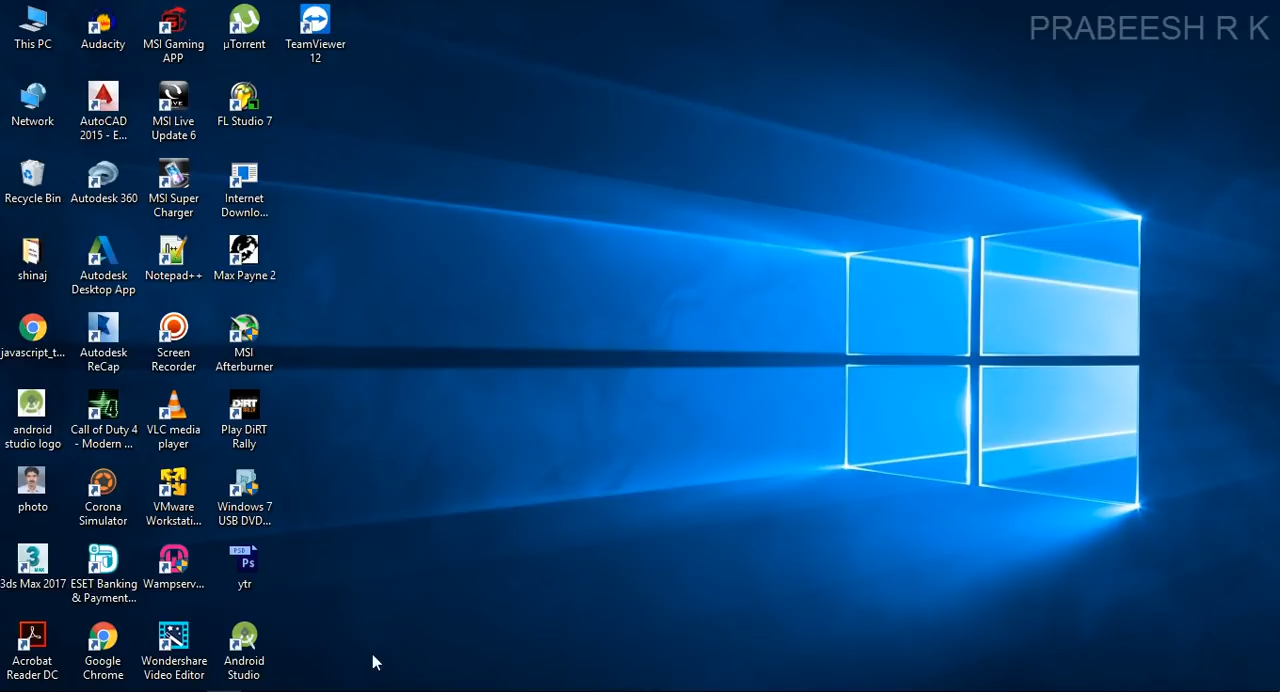 PRABEESH R K
This PC
Audacity
MSI Gaming
APP
µTorrent
TeamViewer
12
Network
AutoCAD
2015 - E...
MSI Live
Update 6
FL Studio 7
Recycle Bin
Autodesk 360
MSI Super
Charger
Internet
Downlo...
shinaj
Autodesk
Desktop App
Notepad++
Max Payne 2
javascript_t...
Autodesk
ReCap
Screen
Recorder
MSI
Afterburner
android
studio logo
Call of Duty 4
- Modern ...
VLC media
player
DiRT
Play DiRT
Rally
photo
Corona
Simulator
VMware
Workstati...
Windows 7
USB DVD...
3ds Max 2017
ESET Banking
& Payment...
Wampserv...
PSD
Ps
ytr
Acrobat
Reader DC
Google
Chrome
Wondershare
Video Editor
Android
Studio